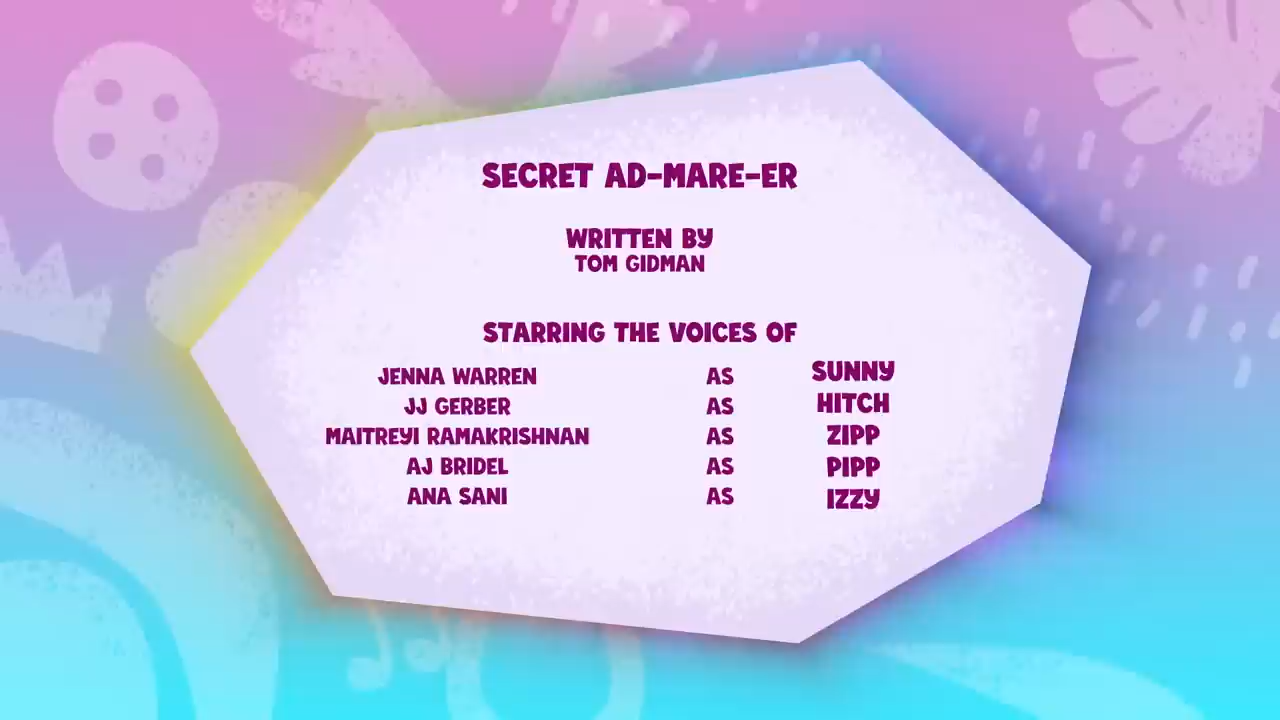 SECRET AD-MARE-ER
WRITTEN BY
TOM GIDMAN
STARRING THE VOICES OF
JENNA WARREN AS SUNNY
JJ GERBER AS HITCH
MAITREYI RAMAKRISHNAN AS ZIPP
AJ BRIDEL AS PIPP
ANA SANI AS IZZY